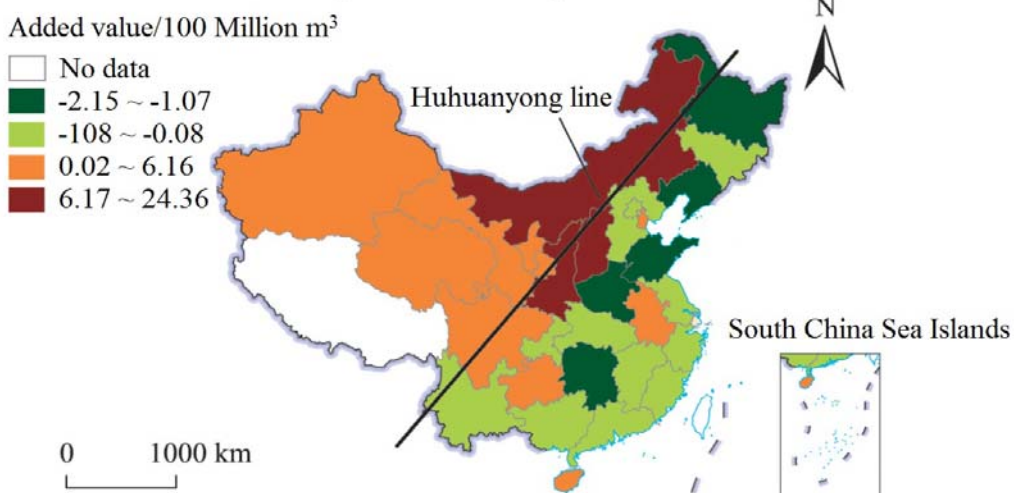 Added value/100 Million m³
No data
-2.15 ~ -1.07
-108 ~ -0.08
0.02 ~ 6.16
6.17 ~ 24.36
N
Huhuanyong line
South China Sea Islands
0 1000 km